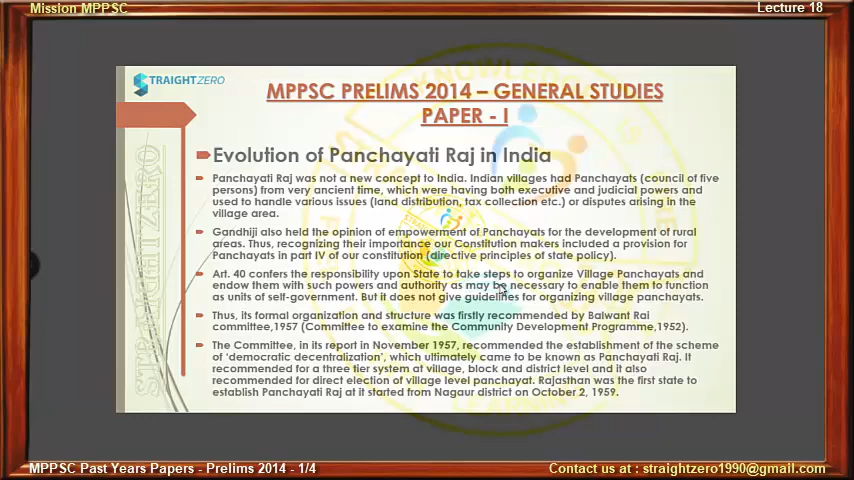 Mission MPPSC
Lecture 18
STRAIGHTZERO
MPPSC PRELIMS 2014 – GENERAL STUDIES
PAPER - I
Evolution of Panchayati Raj in India
Panchayati Raj was not a new concept to India. Indian villages had Panchayats (council of five
persons) from very ancient time, which were having both executive and judicial powers and
used to handle various issues (land distribution, tax collection etc.) or disputes arising in the
village area.
Gandhiji also held the opinion of empowerment of Panchayats for the development of rural
areas. Thus, recognizing their importance our Constitution makers included a provision for
Panchayats in part IV of our constitution (directive principles of state policy).
Art. 40 confers the responsibility upon State to take steps to organize Village Panchayats and
endow them with such powers and authority as may be necessary to enable them to function
as units of self-government. But it does not give guidelines for organizing village panchayats.
Thus, its formal organization and structure was firstly recommended by Balwant Rai
committee,1957 (Committee to examine the Community Development Programme,1952).
The Committee, in its report in November 1957, recommended the establishment of the scheme
of ‘democratic decentralization’, which ultimately came to be known as Panchayati Raj. It
recommended for a three tier system at village, block and district level and it also
recommended for direct election of village level panchayat. Rajasthan was the first state to
establish Panchayati Raj at it started from Nagaur district on October 2, 1959.
STRAIGHTZERO
KNOWLEDGE
LEARNING
MPPSC Past Years Papers - Prelims 2014 - 1/4
Contact us at : straightzero1990@gmail.com